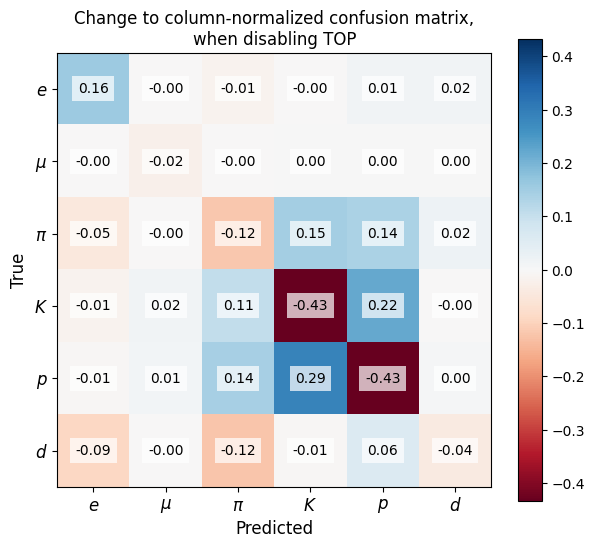 Change to column-normalized confusion matrix,
when disabling TOP
e 0.16 -0.00 -0.01 -0.00 0.01 0.02
μ -0.00 -0.02 -0.00 0.00 0.00 0.00
π -0.05 -0.00 -0.12 0.15 0.14 0.02
K -0.01 0.02 0.11 -0.43 0.22 -0.00
p -0.01 0.01 0.14 0.29 -0.43 0.00
d -0.09 -0.00 -0.12 -0.01 0.06 -0.04
e μ π K p d
Predicted
True
0.4
0.3
0.2
0.1
0.0
−0.1
−0.2
−0.3
−0.4